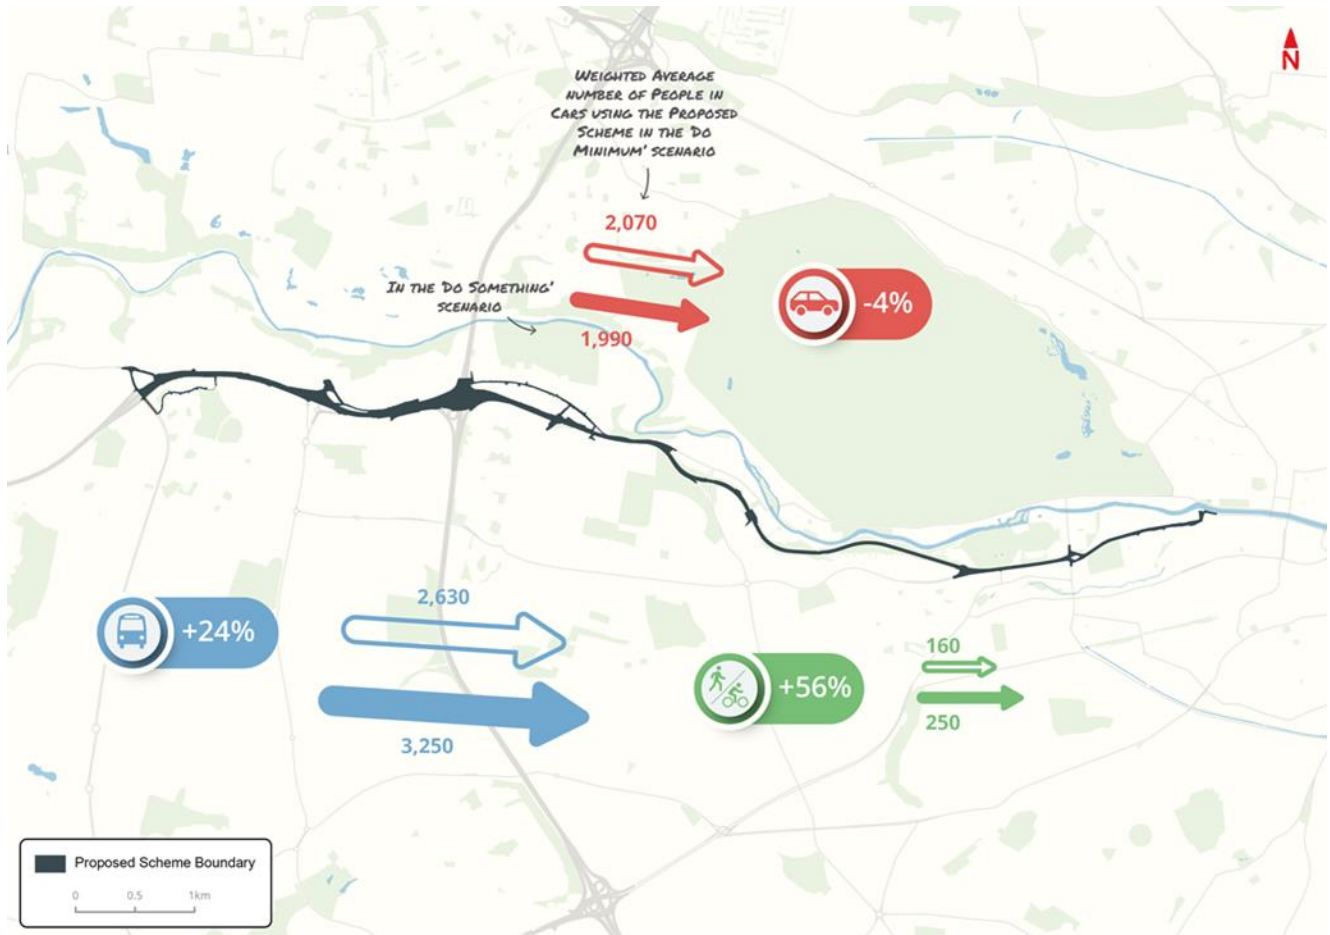 N
WEIGHTED AVERAGE
NUMBER OF PEOPLE IN
CARS USING THE PROPOSED
SCHEME IN THE 'DO
MINIMUM' SCENARIO
2,070
-4%
IN THE 'DO SOMETHING'
SCENARIO
1,990
2,630
+24%
3,250
160
+56%
250
Proposed Scheme Boundary
0 0.5 1km